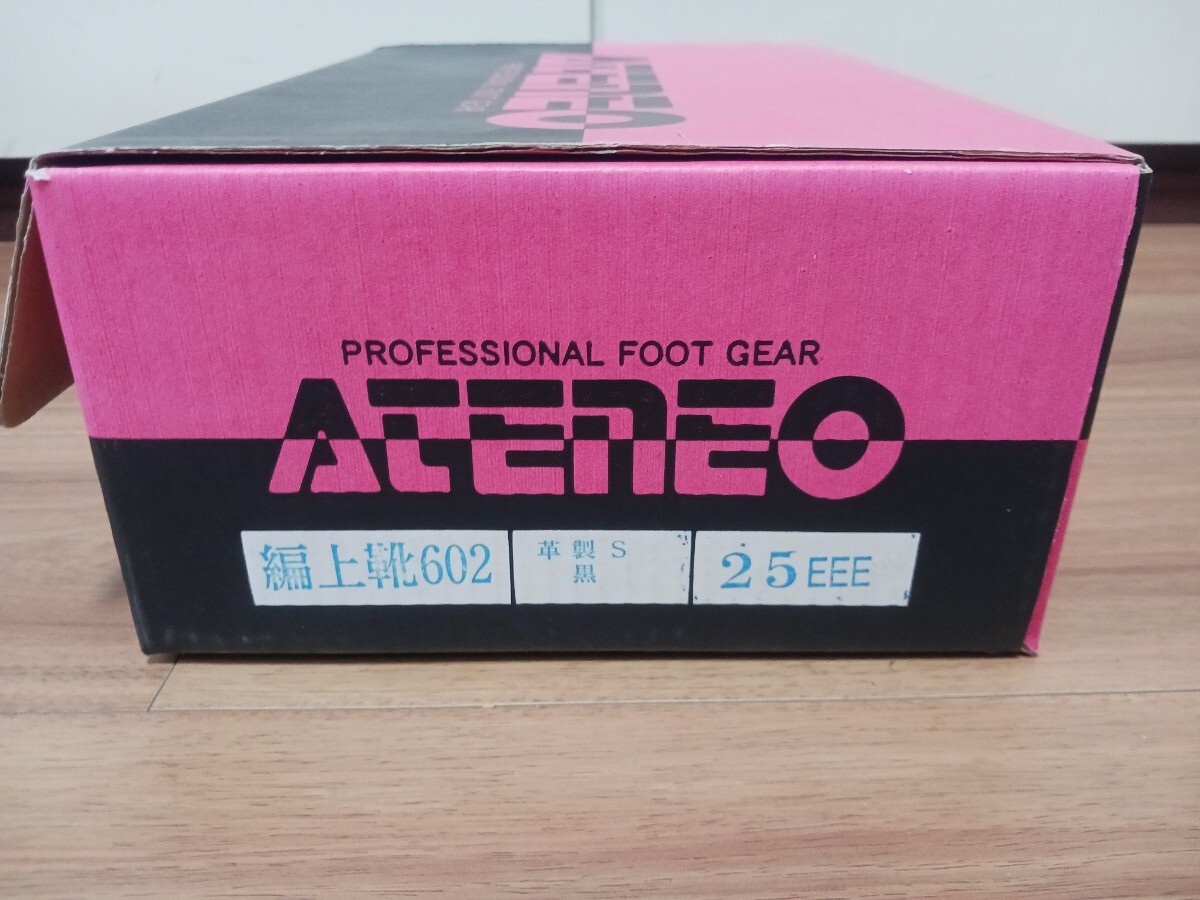 PROFESSIONAL FOOT GEAR
ATENEO
編上靴602
革製S
黒
25EEE